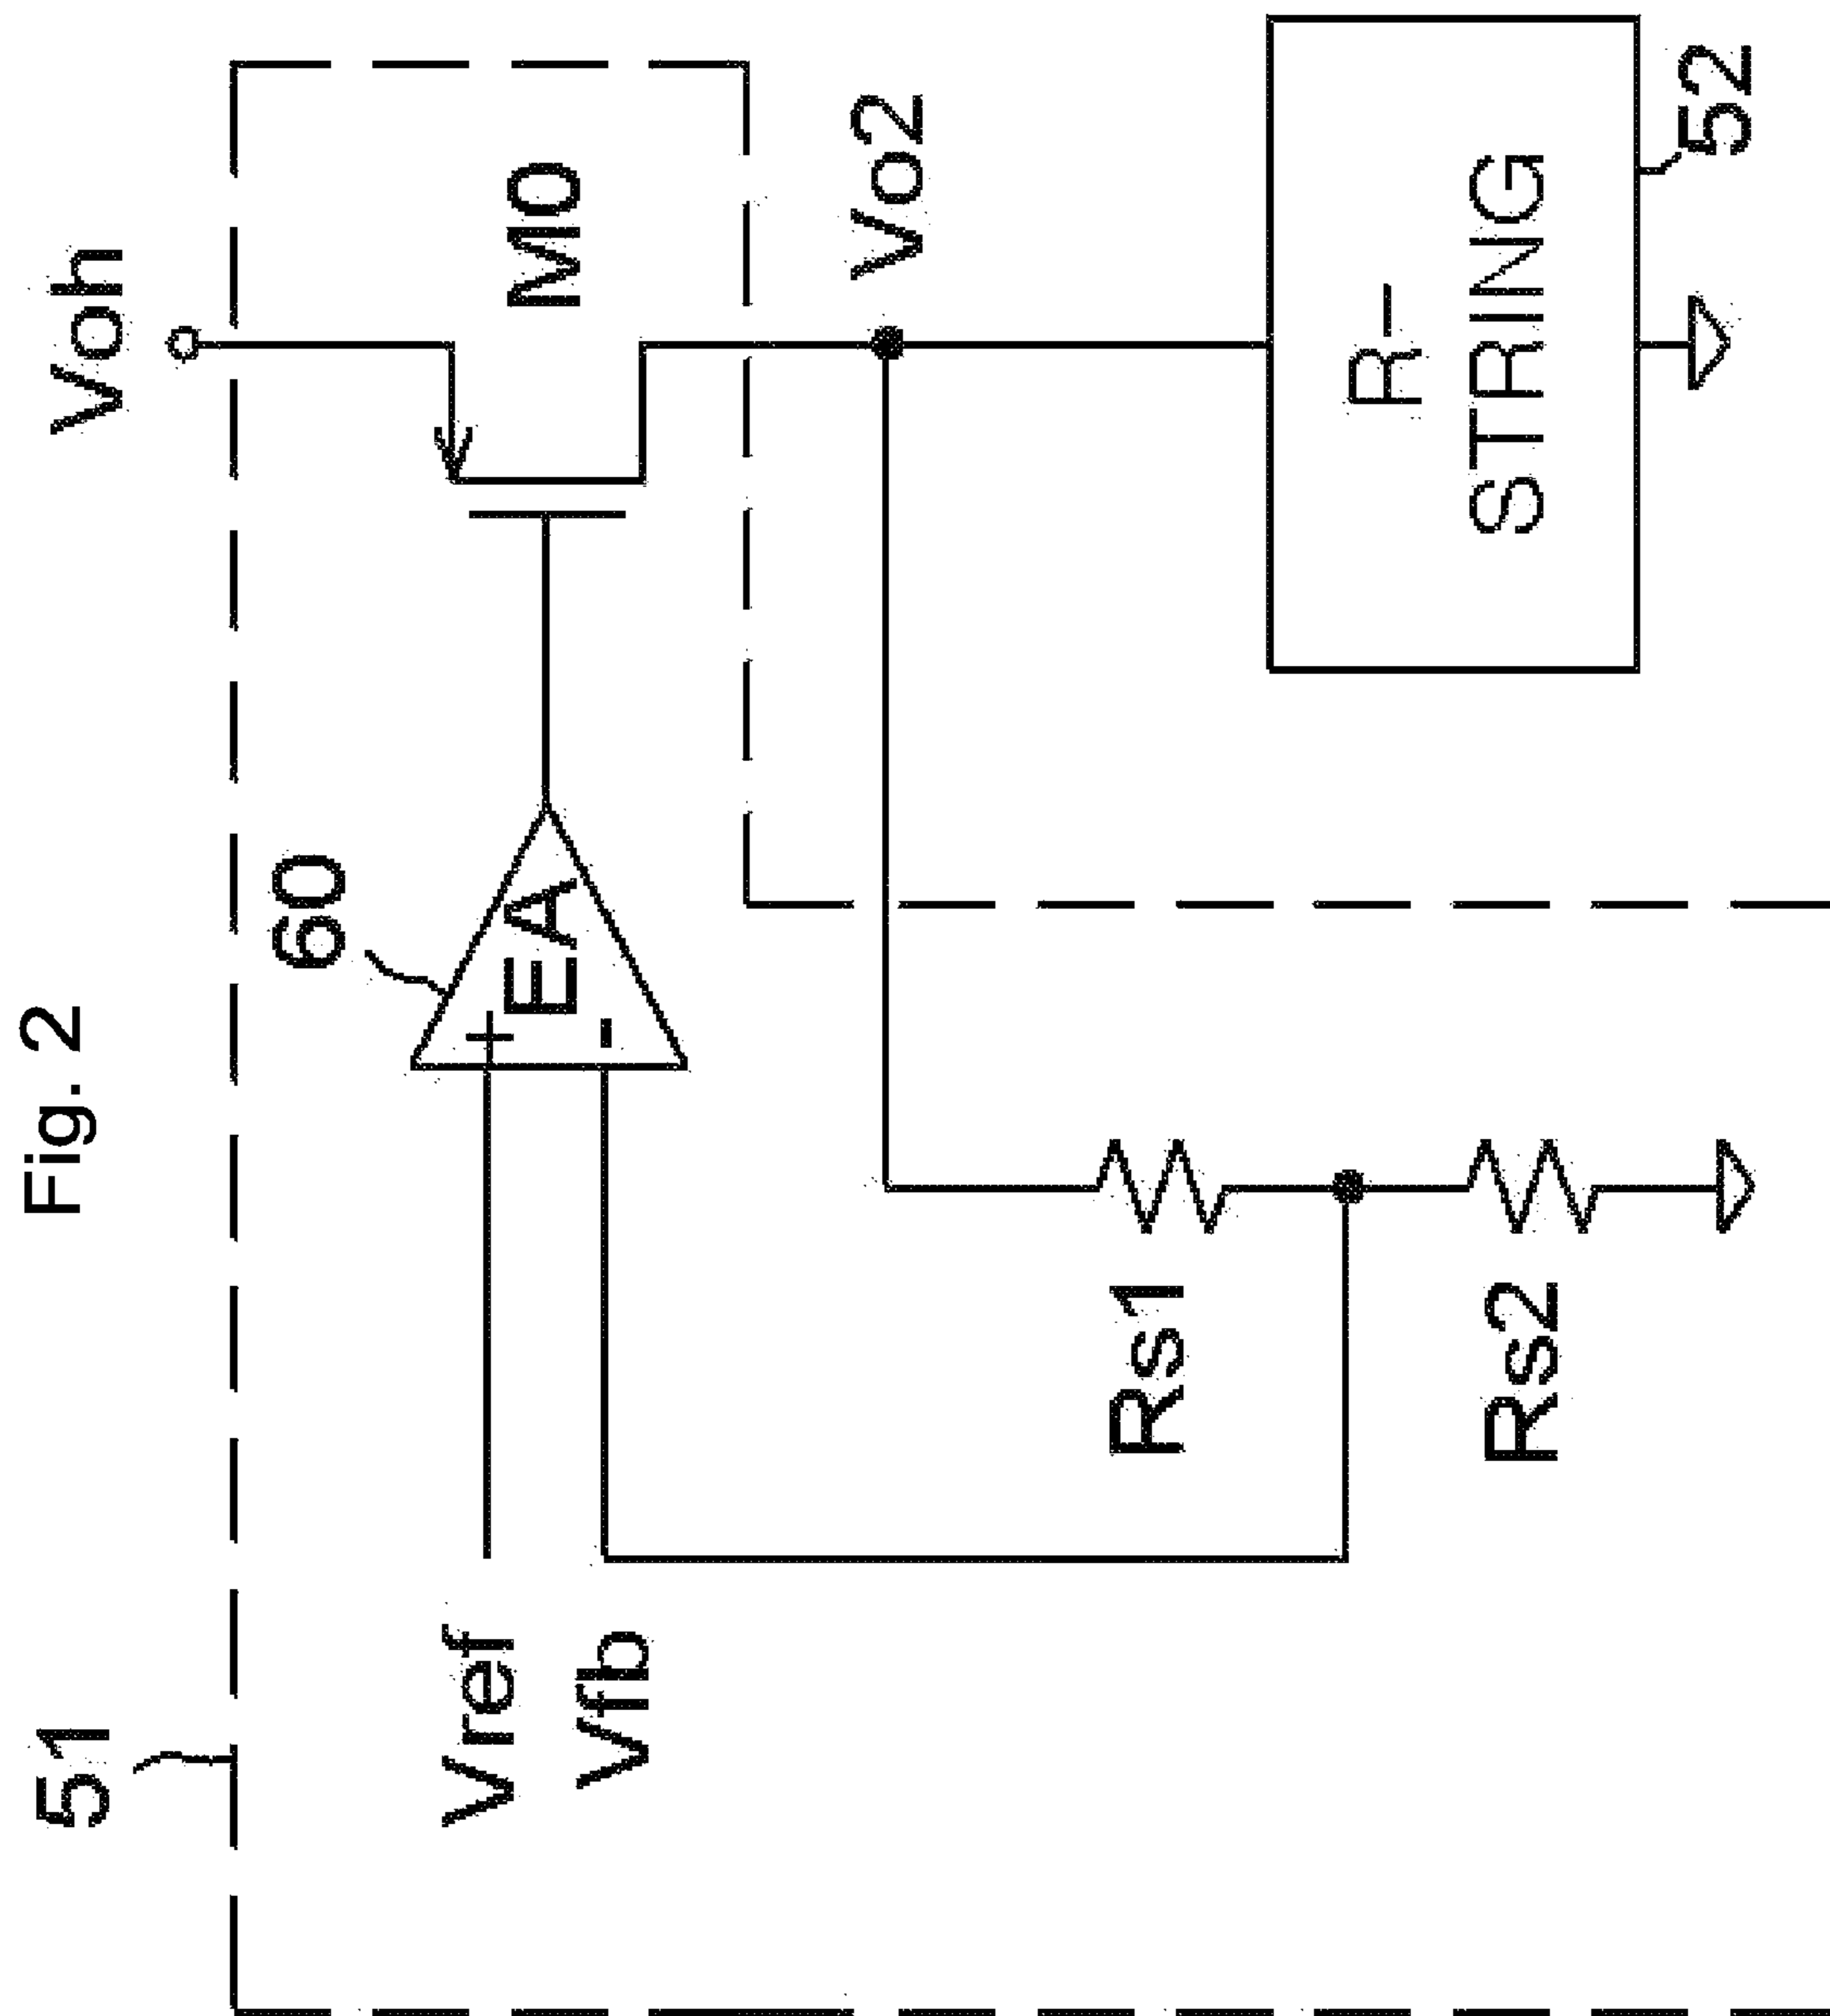 Fig. 2
51
Voh
60
M0
+
EA
-
Vref
Vfb
Vo2
Rs1
Rs2
R-
STRING
52